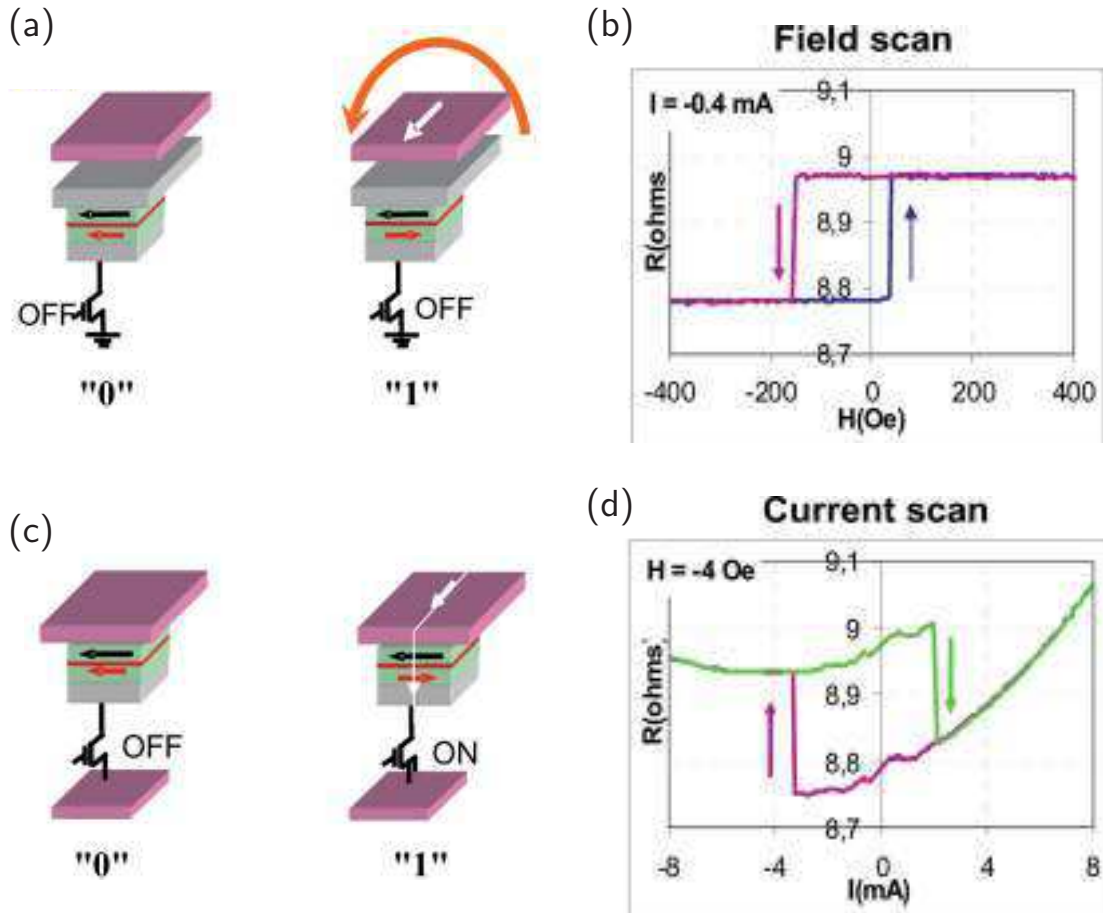 (a)
OFF
"0"
OFF
"1"
(b)
Field scan
I = -0.4 mA
R(ohms
9,1
9
8,9
8,8
8,7
-400 -200 0 200 400
H(Oe)
(c)
OFF
"0"
ON
"1"
(d)
Current scan
H = -4 Oe
R(ohms
9,1
9
8,9
8,8
8,7
-8 -4 0 4 8
I(mA)